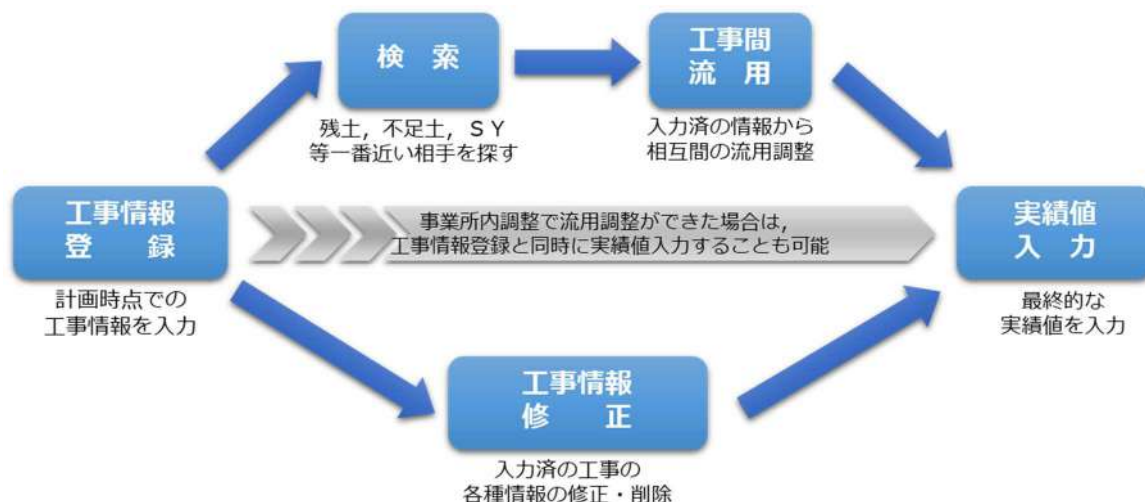 検　索
残土，不足土，ＳＹ
等一番近い相手を探す
工事間
流　用
入力済の情報から
相互間の流用調整
工事情報
登　　録
計画時点での
工事情報を入力
事業所内調整で流用調整ができた場合は，
工事情報登録と同時に実績値入力することも可能
実績値
入　力
最終的な
実績値を入力
工事情報
修　　正
入力済の工事の
各種情報の修正・削除